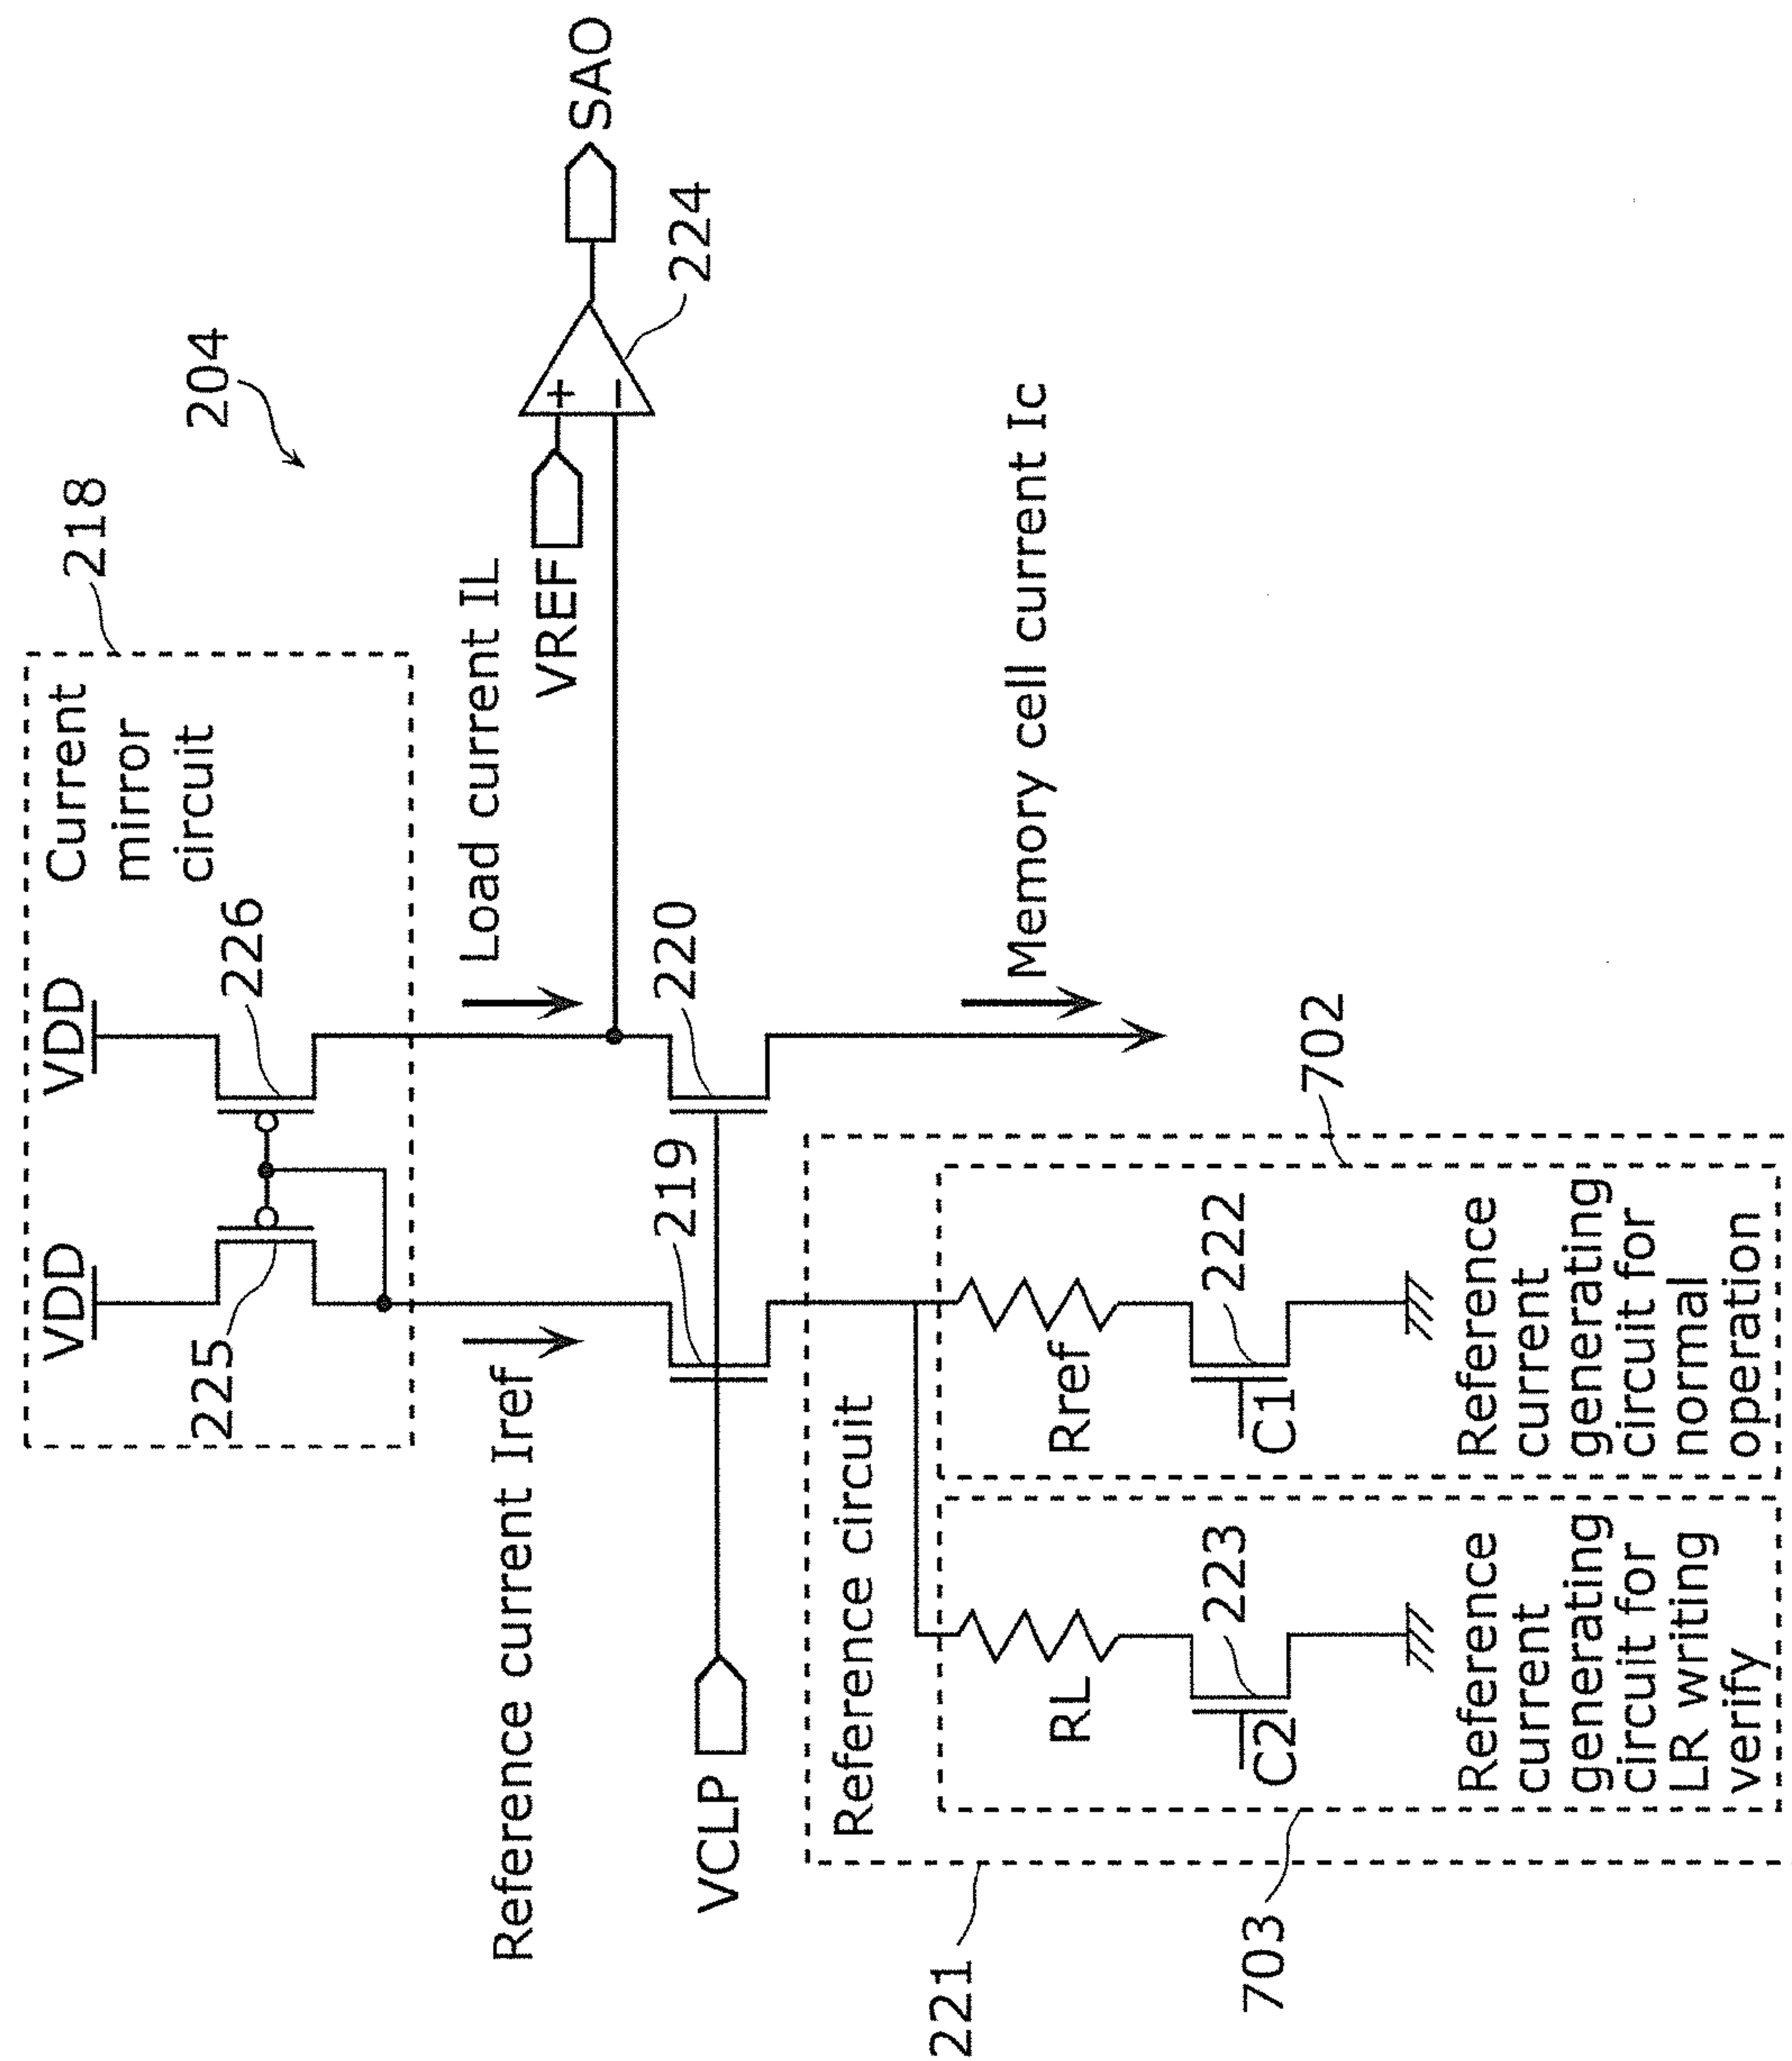 204
218
Current
mirror
circuit
VDD
VDD
225
226
Reference current Iref
Load current IL
VREF
+
−
SAO
224
219
220
VCLP
Memory cell current Ic
Reference circuit
221
702
703
RL
Rref
223
222
C2
C1
Reference
current
generating
circuit for
LR writing
verify
Reference
current
generating
circuit for
normal
operation